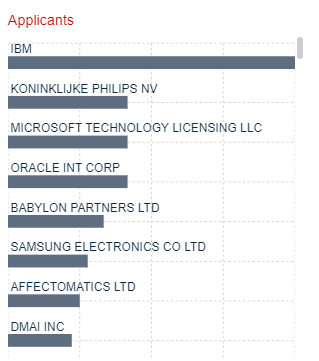 Applicants
IBM
KONINKLIJKE PHILIPS NV
MICROSOFT TECHNOLOGY LICENSING LLC
ORACLE INT CORP
BABYLON PARTNERS LTD
SAMSUNG ELECTRONICS CO LTD
AFFECTOMATICS LTD
DMAI INC